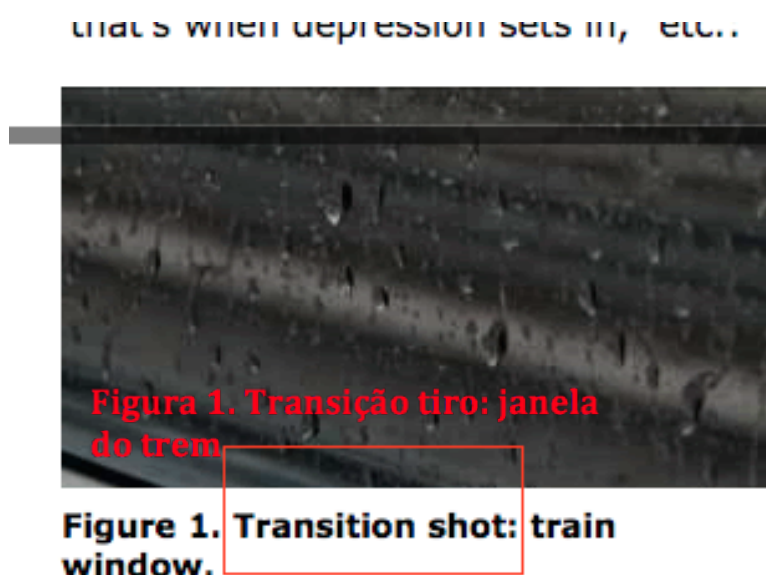 that's when depression sets in, etc..
Figura 1. Transição tiro: janela
do trem
Figure 1. Transition shot: train
window.